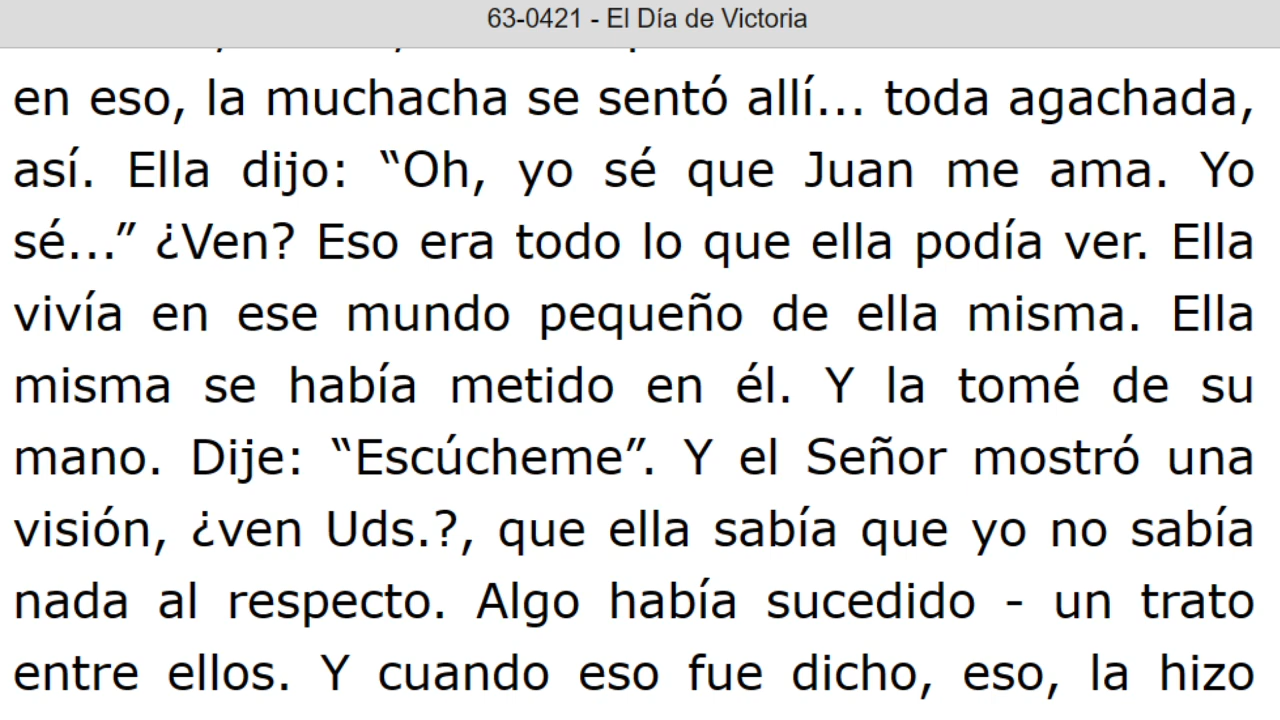 63-0421 - El Día de Victoria
en eso, la muchacha se sentó allí... toda agachada,
así. Ella dijo: “Oh, yo sé que Juan me ama. Yo
sé...” ¿Ven? Eso era todo lo que ella podía ver. Ella
vivía en ese mundo pequeño de ella misma. Ella
misma se había metido en él. Y la tomé de su
mano. Dije: “Escúcheme”. Y el Señor mostró una
visión, ¿ven Uds.?, que ella sabía que yo no sabía
nada al respecto. Algo había sucedido - un trato
entre ellos. Y cuando eso fue dicho, eso, la hizo